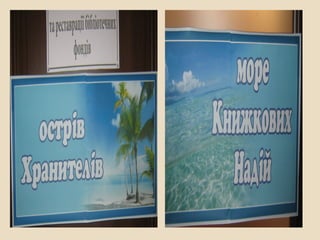 та реставрації бібліотечних
фондів
острів
Хранителів
море
Книжкових
Надій